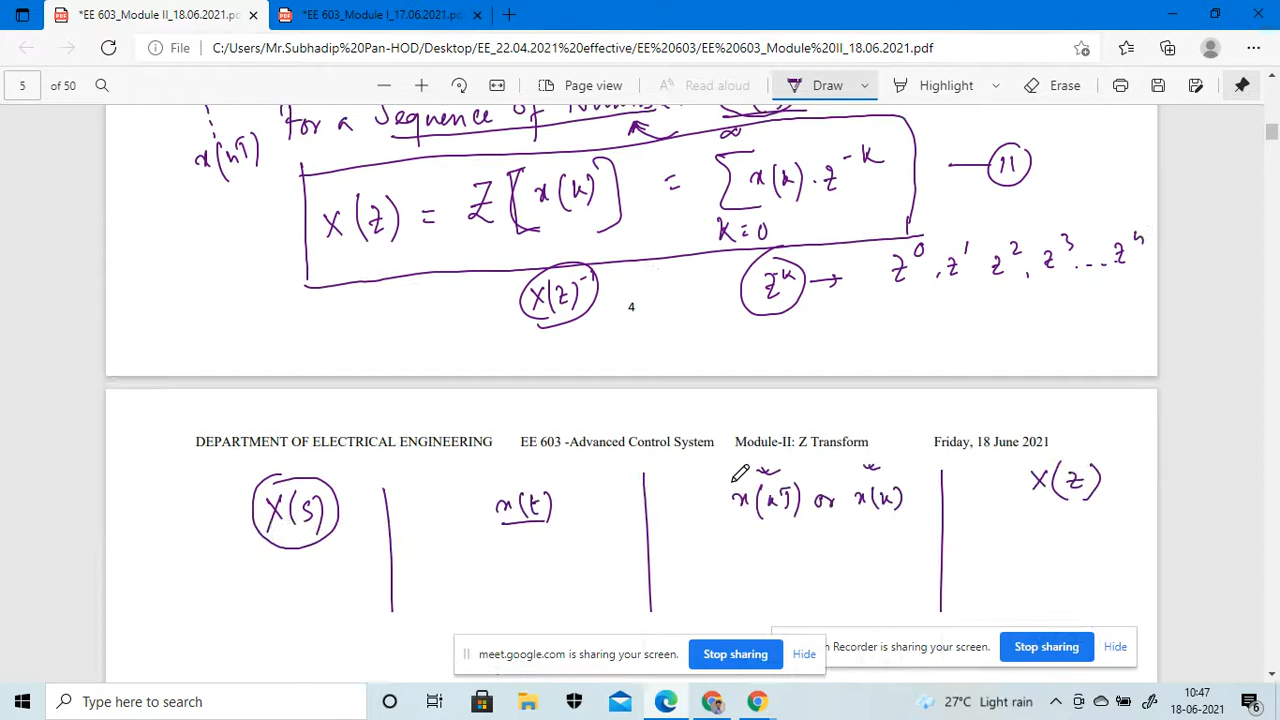 *EE 603_Module II_18.06.2021.pdf
*EE 603_Module I_17.06.2021.pdf
File C:/Users/Mr.Subhadip%20Pan-HOD/Desktop/EE_22.04.2021%20effective/EE%20603/EE%20603_Module%20II_18.06.2021.pdf
5 of 50 Page view Read aloud Draw Highlight Erase
for a Sequence of
x(nT)
X(Z) = Z[x(k)] = ∞ Σ k=0 x(k).z^-k — 11
X(z)^-1 z^k → z^0, z^1 z^2, z^3 ... z^n
4
DEPARTMENT OF ELECTRICAL ENGINEERING EE 603 -Advanced Control System Module-II: Z Transform Friday, 18 June 2021
X(s) x(t) x(kT) or x(k) X(z)
meet.google.com is sharing your screen. Stop sharing Hide
n Recorder is sharing your screen. Stop sharing Hide
Type here to search 27°C Light rain 10:47
18-06-2021 6